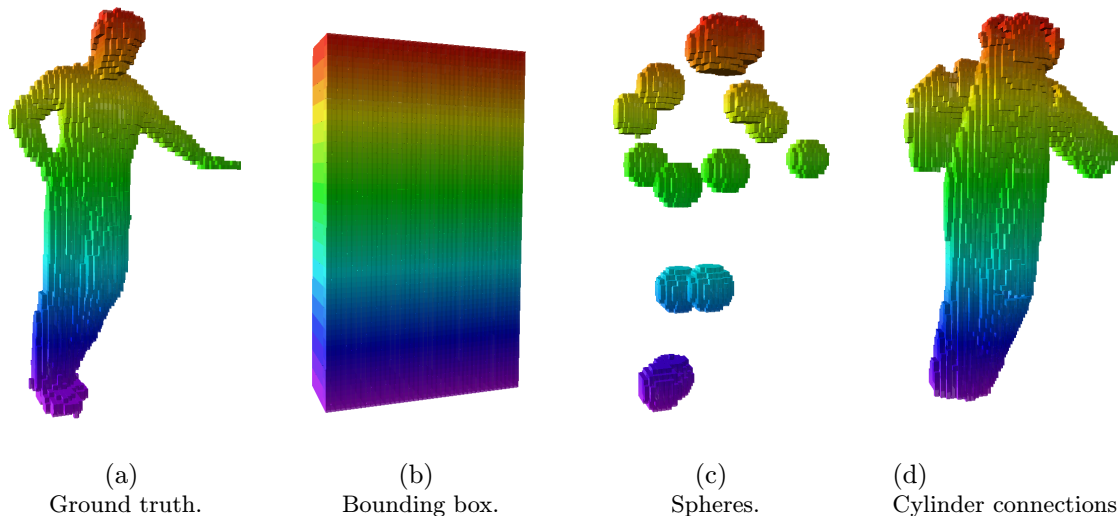 (a)
Ground truth.
(b)
Bounding box.
(c)
Spheres.
(d)
Cylinder connections